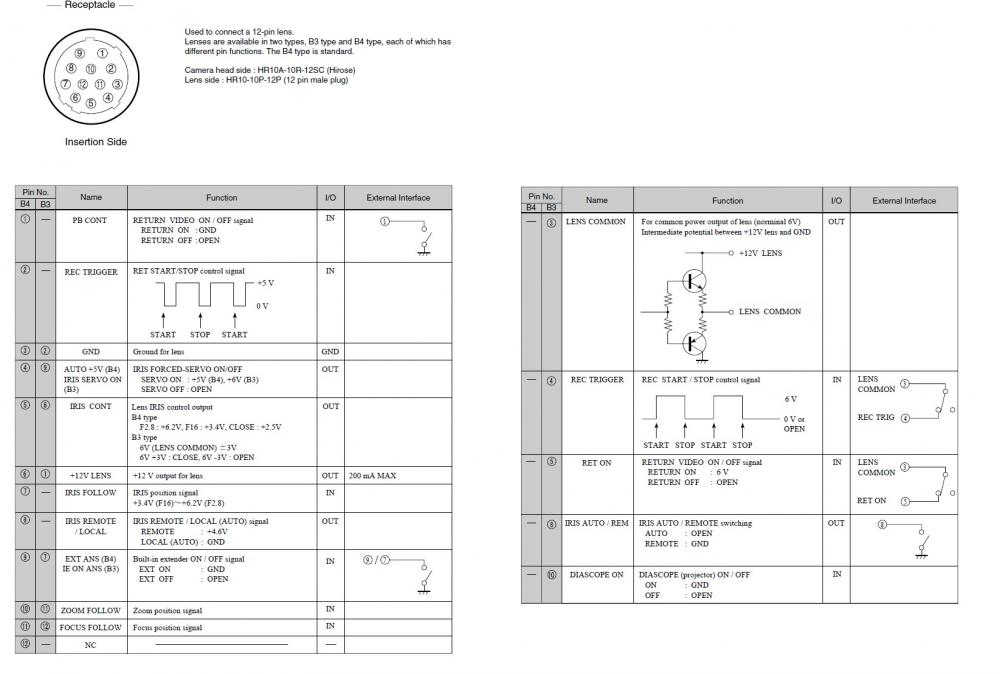 Receptacle
⑨ ①
⑧ ⑩ ②
⑦ ⑫ ⑪ ③
⑥ ⑤ ④
Insertion Side
Used to connect a 12-pin lens.
Lenses are available in two types, B3 type and B4 type, each of which has
different pin functions. The B4 type is standard.
Camera head side : HR10A-10R-12SC (Hirose)
Lens side : HR10-10P-12P (12 pin male plug)
Pin No. Name Function I/O External Interface
B4 B3
① — PB CONT RETURN VIDEO ON / OFF signal IN ①
RETURN ON : GND
RETURN OFF : OPEN
② — REC TRIGGER RET START/STOP control signal IN
+5 V
0 V
START STOP START
③ ② GND Ground for lens GND
④ ⑨ AUTO +5V (B4) IRIS FORCED-SERVO ON/OFF OUT
IRIS SERVO ON SERVO ON : +5V (B4), +6V (B3)
(B3) SERVO OFF : OPEN
⑤ ⑧ IRIS CONT Lens IRIS control output OUT
B4 type
F2.8 : +6.2V, F16 : +3.4V, CLOSE : +2.5V
B3 type
6V (LENS COMMON) ±3V
6V +3V : CLOSE, 6V -3V : OPEN
⑥ ① +12V LENS +12 V output for lens OUT 200 mA MAX
⑦ — IRIS FOLLOW IRIS position signal IN
+3.4V (F16)～+6.2V (F2.8)
⑧ — IRIS REMOTE IRIS REMOTE / LOCAL (AUTO) signal OUT
/ LOCAL REMOTE : +4.6V
LOCAL (AUTO) : GND
⑨ ⑦ EXT ANS (B4) Built-in extender ON / OFF signal IN ⑨/⑦
IE ON ANS (B3) EXT ON : GND
EXT OFF : OPEN
⑩ ⑪ ZOOM FOLLOW Zoom position signal IN
⑪ ⑫ FOCUS FOLLOW Focus position signal IN
⑫ — NC — —
Pin No. Name Function I/O External Interface
B4 B3
— ③ LENS COMMON For common power output of lens (norminal 6V) OUT
Intermediate potential between +12V lens and GND
+12V LENS
LENS COMMON
— ④ REC TRIGGER REC START / STOP control signal IN LENS
COMMON ③
6 V
0 V or
OPEN
REC TRIG ④
START STOP START STOP
— ⑤ RET ON RETURN VIDEO ON / OFF signal IN LENS
COMMON ③
RETURN ON : 6 V
RETURN OFF : OPEN
RET ON ⑤
— ⑧ IRIS AUTO / REM IRIS AUTO / REMOTE switching OUT ⑧
AUTO : OPEN
REMOTE : GND
— ⑩ DIASCOPE ON DIASCOPE (projector) ON / OFF IN
ON : GND
OFF : OPEN